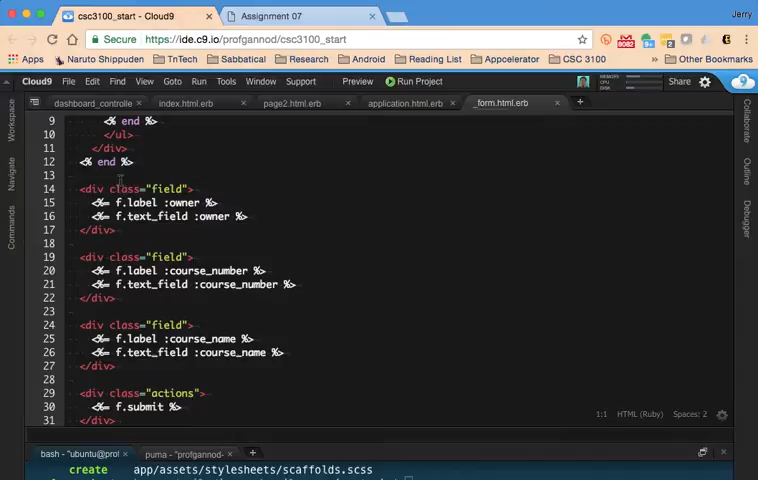 csc3100_start - Cloud9
Assignment 07
Jerry
Secure
https://ide.c9.io/profgannod/csc3100_start
Apps
Naruto Shippuden
TnTech
Sabbatical
Research
Android
Reading List
Appcelerator
CSC 3100
Other Bookmarks
Cloud9 File Edit Find View Goto Run Tools Window Support Preview Run Project
MEMORY
CPU
DISK
Share
dashboard_controlle
index.html.erb
page2.html.erb
application.html.erb
_form.html.erb
Workspace
Navigate
Commands
Collaborate
Outline
Debugger
9 <% end %>
10 </ul>
11 </div>
12 <% end %>
13
14 <div class="field">
15 <%= f.label :owner %>
16 <%= f.text_field :owner %>
17 </div>
18
19 <div class="field">
20 <%= f.label :course_number %>
21 <%= f.text_field :course_number %>
22 </div>
23
24 <div class="field">
25 <%= f.label :course_name %>
26 <%= f.text_field :course_name %>
27 </div>
28
29 <div class="actions">
30 <%= f.submit %>
31 </div>
1:1 HTML (Ruby) Spaces: 2
bash - "ubuntu@prof
puma - "profgannod-
create app/assets/stylesheets/scaffolds.scss